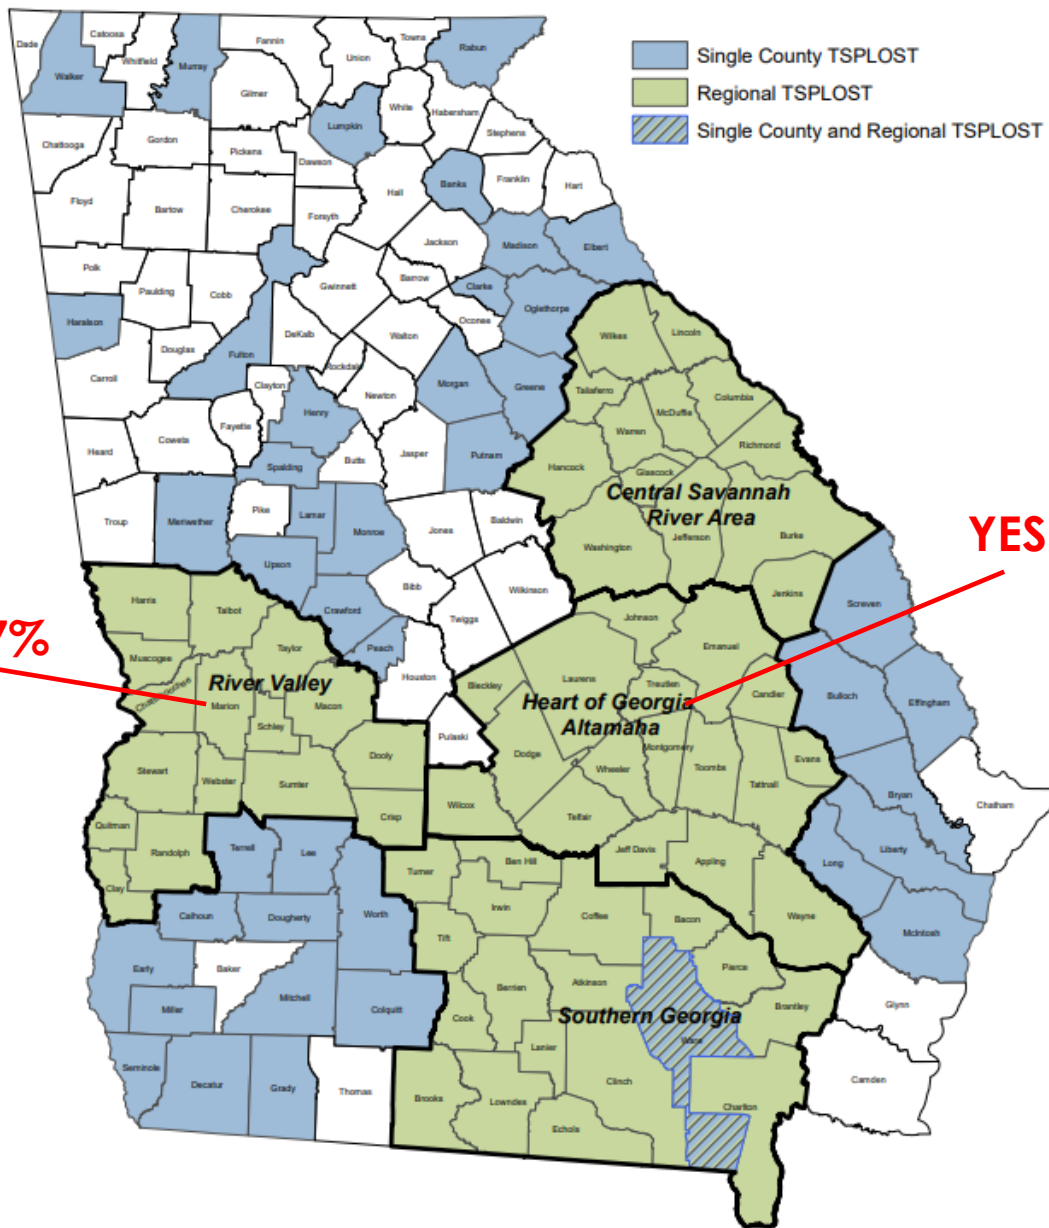 Single County TSPLOST
Regional TSPLOST
Single County and Regional TSPLOST
Dade
Catoosa
Whitfield
Murray
Fannin
Union
Towns
Rabun
Walker
Gilmer
Lumpkin
White
Habersham
Stephens
Chattooga
Gordon
Pickens
Dawson
Hall
Banks
Franklin
Hart
Floyd
Bartow
Cherokee
Forsyth
Jackson
Madison
Elbert
Polk
Paulding
Cobb
Gwinnett
Barrow
Clarke
Oglethorpe
Oconee
Haralson
Douglas
Fulton
DeKalb
Walton
Wilkes
Lincoln
Carroll
Clayton
Rockdale
Newton
Morgan
Greene
Taliaferro
McDuffie
Columbia
Fayette
Henry
Warren
Richmond
Heard
Coweta
Spalding
Butts
Jasper
Putnam
Hancock
Glascock
Central Savannah
River Area
Troup
Meriwether
Pike
Lamar
Monroe
Jones
Baldwin
Washington
Jefferson
Burke
YES
Upson
Bibb
Wilkinson
Jenkins
Screven
Harris
Talbot
Crawford
Twiggs
Johnson
Emanuel
7%
Muscogee
Taylor
Peach
Houston
Bleckley
Laurens
Treutlen
Candler
Bulloch
Effingham
River Valley
Heart of Georgia
Altamaha
Marion
Macon
Schley
Pulaski
Dodge
Montgomery
Wheeler
Toombs
Evans
Tattnall
Bryan
Chatham
Stewart
Webster
Sumter
Dooly
Crisp
Wilcox
Telfair
Liberty
Quitman
Randolph
Terrell
Lee
Jeff Davis
Appling
Long
Clay
Turner
Ben Hill
Irwin
Coffee
Bacon
Wayne
McIntosh
Calhoun
Dougherty
Worth
Tift
Pierce
Early
Baker
Mitchell
Berrien
Atkinson
Brantley
Glynn
Miller
Colquitt
Cook
Southern Georgia
Ware
Lanier
Seminole
Decatur
Grady
Thomas
Brooks
Lowndes
Clinch
Charlton
Camden
Echols